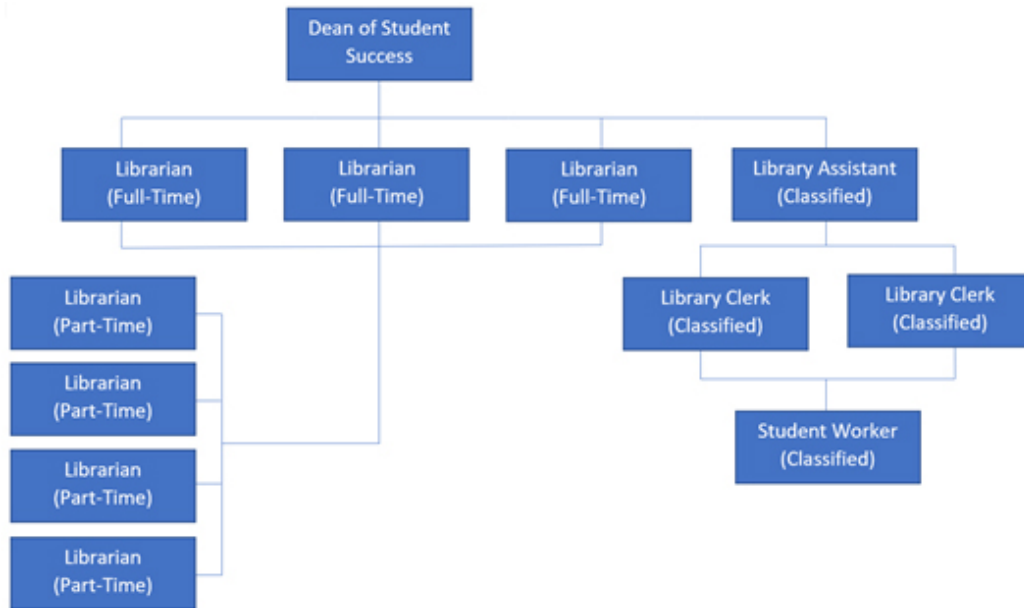 Dean of Student
Success
Librarian
(Full-Time)
Librarian
(Full-Time)
Librarian
(Full-Time)
Library Assistant
(Classified)
Librarian
(Part-Time)
Library Clerk
(Classified)
Library Clerk
(Classified)
Librarian
(Part-Time)
Student Worker
(Classified)
Librarian
(Part-Time)
Librarian
(Part-Time)